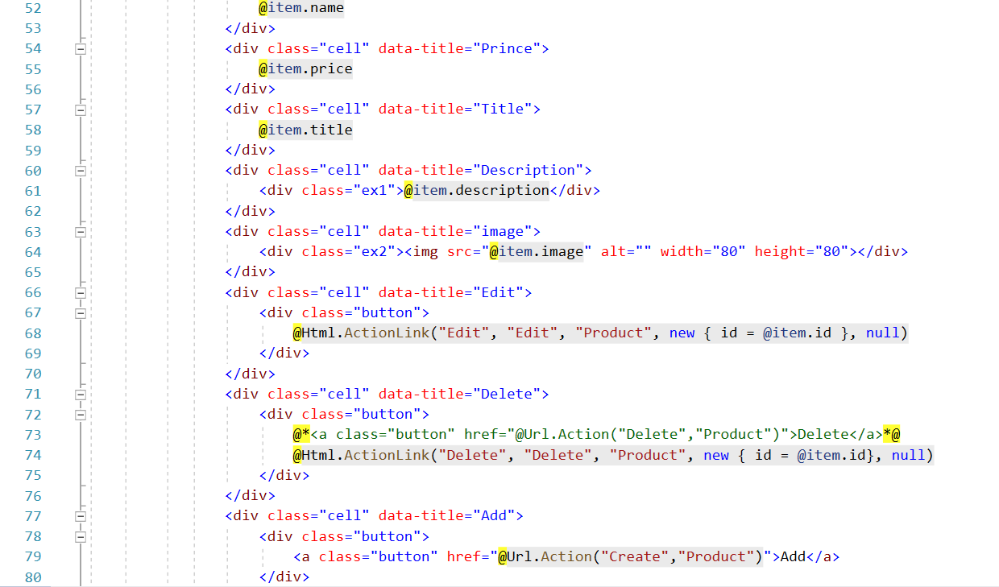 52 @item.name
53 </div>
54 <div class="cell" data-title="Prince">
55 @item.price
56 </div>
57 <div class="cell" data-title="Title">
58 @item.title
59 </div>
60 <div class="cell" data-title="Description">
61 <div class="ex1">@item.description</div>
62 </div>
63 <div class="cell" data-title="image">
64 <div class="ex2"><img src="@item.image" alt="" width="80" height="80"></div>
65 </div>
66 <div class="cell" data-title="Edit">
67 <div class="button">
68 @Html.ActionLink("Edit", "Edit", "Product", new { id = @item.id }, null)
69 </div>
70 </div>
71 <div class="cell" data-title="Delete">
72 <div class="button">
73 @*<a class="button" href="@Url.Action("Delete","Product")">Delete</a>*@
74 @Html.ActionLink("Delete", "Delete", "Product", new { id = @item.id}, null)
75 </div>
76 </div>
77 <div class="cell" data-title="Add">
78 <div class="button">
79 <a class="button" href="@Url.Action("Create","Product")">Add</a>
80 </div>